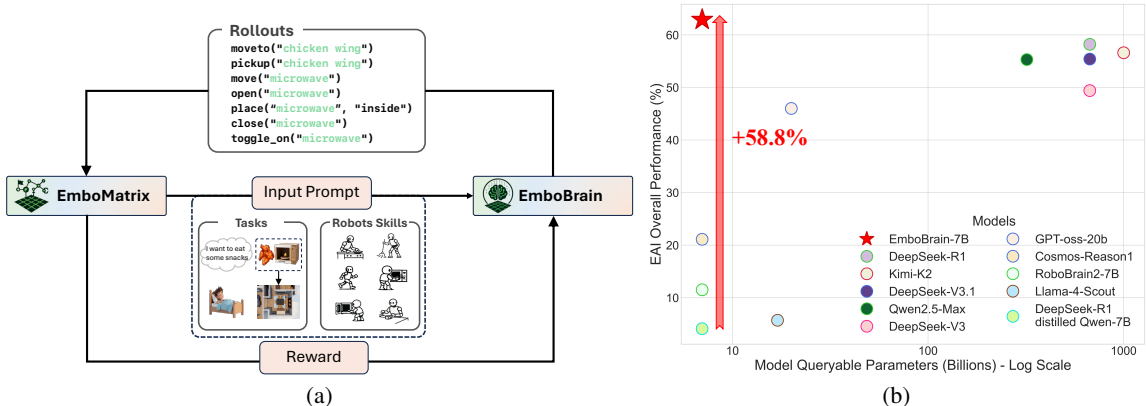 Rollouts
moveto("chicken wing")
pickup("chicken wing")
move("microwave")
open("microwave")
place("microwave", "inside")
close("microwave")
toggle_on("microwave")
EmboMatrix
Input Prompt
EmboBrain
Tasks
Robots Skills
I want to eat
some snacks
Reward
(a)
EAI Overall Performance (%)
60
50
40
30
20
10
+58.8%
Models
EmboBrain-7B
DeepSeek-R1
Kimi-K2
DeepSeek-V3.1
Qwen2.5-Max
DeepSeek-V3
GPT-oss-20b
Cosmos-Reason1
RoboBrain2-7B
Llama-4-Scout
DeepSeek-R1
distilled Qwen-7B
10
100
1000
Model Queryable Parameters (Billions) - Log Scale
(b)